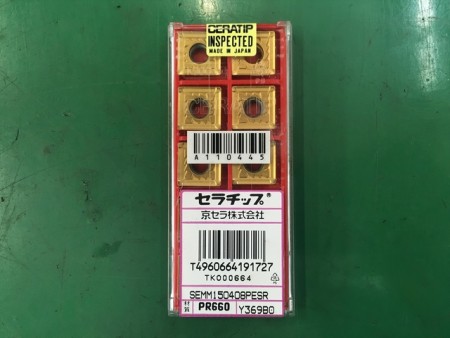 CERATIP
INSPECTED
MADE IN JAPAN
A110445
セラチップ®
京セラ株式会社
T4960664191727
TK000664
SEMM150408PESR
PR660
Y369B0